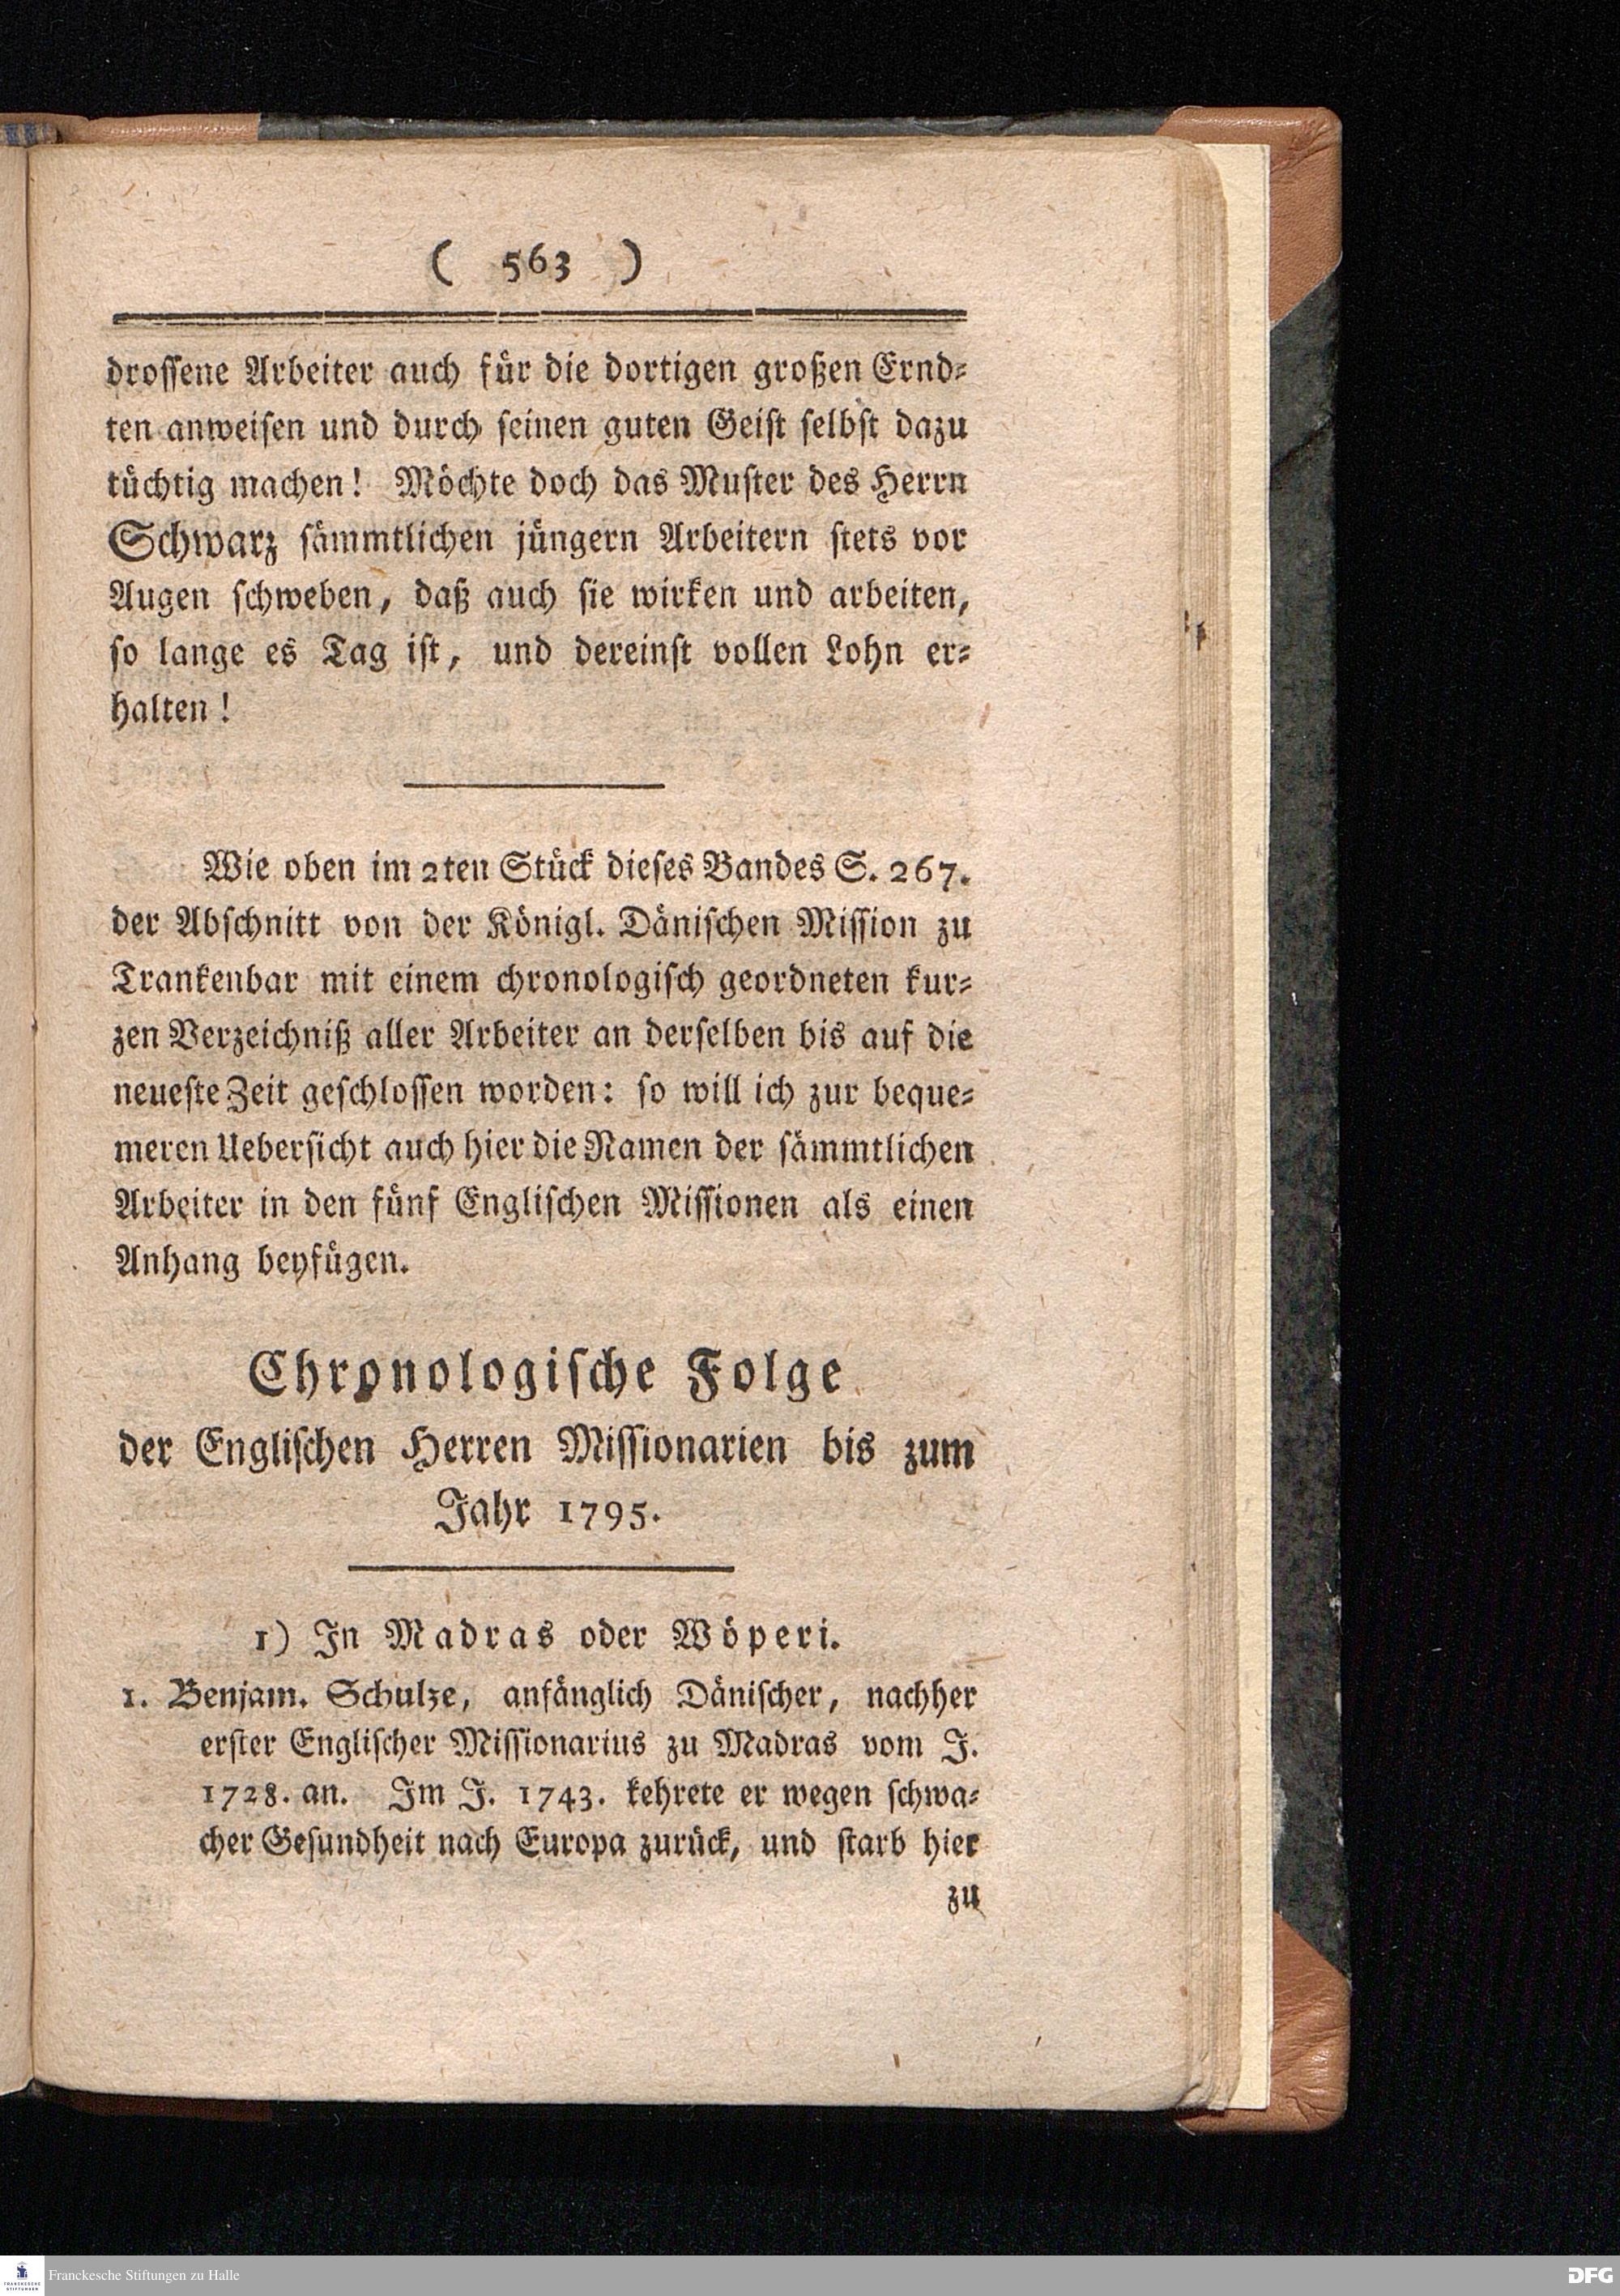 ( 563 )
drossene Arbeiter auch für die dortigen großen Ernd-
ten anweisen und durch seinen guten Geist selbst dazu
tüchtig machen! Möchte doch das Muster des Herrn
Schwarz sämmtlichen jüngern Arbeitern stets vor
Augen schweben, daß auch sie wirken und arbeiten,
so lange es Tag ist, und dereinst vollen Lohn er-
halten!
Wie oben im 2ten Stück dieses Bandes S. 267.
der Abschnitt von der Königl. Dänischen Mission zu
Trankenbar mit einem chronologisch geordneten kur-
zen Verzeichniß aller Arbeiter an derselben bis auf die
neueste Zeit geschlossen worden: so will ich zur beque-
meren Uebersicht auch hier die Namen der sämmtlichen
Arbeiter in den fünf Englischen Missionen als einen
Anhang beyfügen.
Chronologische Folge
der Englischen Herren Missionarien bis zum
Jahr 1795.
1) In Madras oder Wöperi.
1. Benjam. Schulze, anfänglich Dänischer, nachher
erster Englischer Missionarius zu Madras vom J.
1728. an. Im J. 1743. kehrete er wegen schwa-
cher Gesundheit nach Europa zurück, und starb hier
zu
FRANCKESCHE STIFTUNGEN
Franckesche Stiftungen zu Halle
DFG